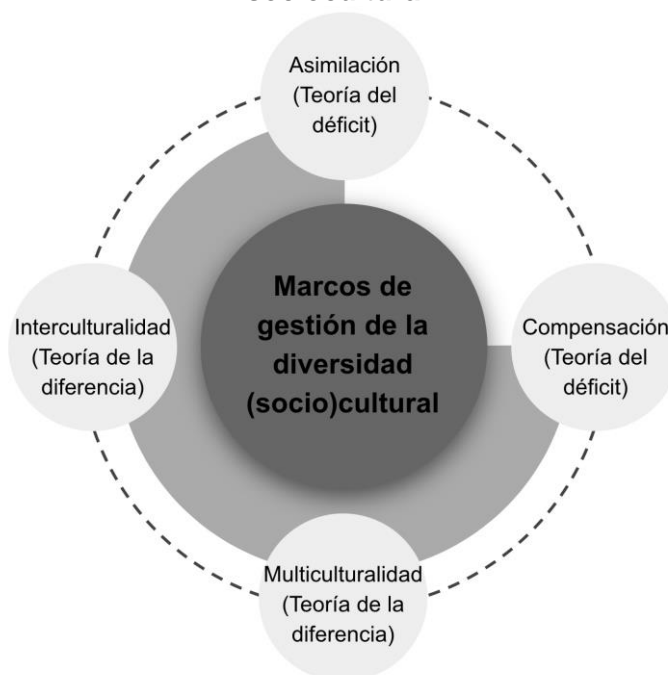 Asimilación
(Teoría del
déficit)
Interculturalidad
(Teoría de la
diferencia)
Marcos de
gestión de la
diversidad
(socio)cultural
Compensación
(Teoría del
déficit)
Multiculturalidad
(Teoría de la
diferencia)